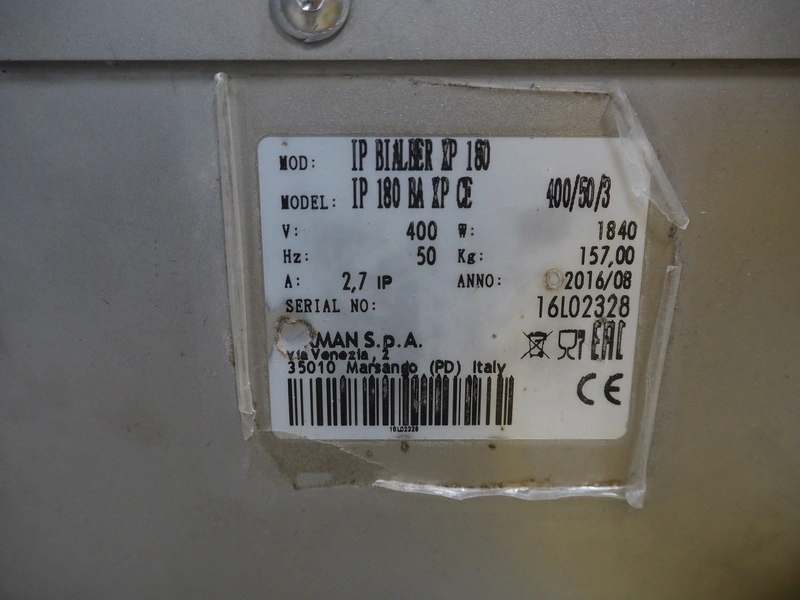 MOD: IP BIALBER XP 180
MODEL: IP 180 BA XP CE 400/50/3
V: 400 W: 1840
Hz: 50 Kg: 157,00
A: 2,7 IP ANNO: 2016/08
SERIAL NO: 16L02328
S.p.A.
Via Venezia, 2
35010 Marsango (PD) Italy
EAC
CE
16L02328